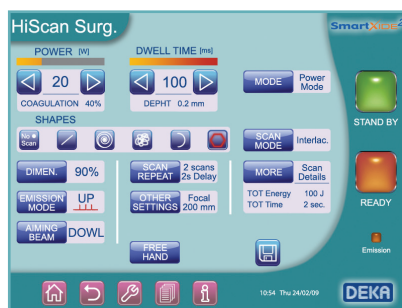 HiScan Surg.
SmartXide²
POWER [W]
DWELL TIME [ms]
20
100
COAGULATION 40%
DEPHT 0.2 mm
MODE
Power
Mode
STAND BY
SHAPES
No
Scan
SCAN
MODE
Interlac.
DIMEN.
90%
SCAN
REPEAT
2 scans
2s Delay
MORE
Scan
Details
READY
EMISSION
MODE
UP
OTHER
SETTINGS
Focal
200 mm
TOT Energy 100 J
TOT Time 2 sec.
AIMING
BEAM
DOWL
FREE
HAND
Emission
10:54 Thu 24/02/09
DEKA